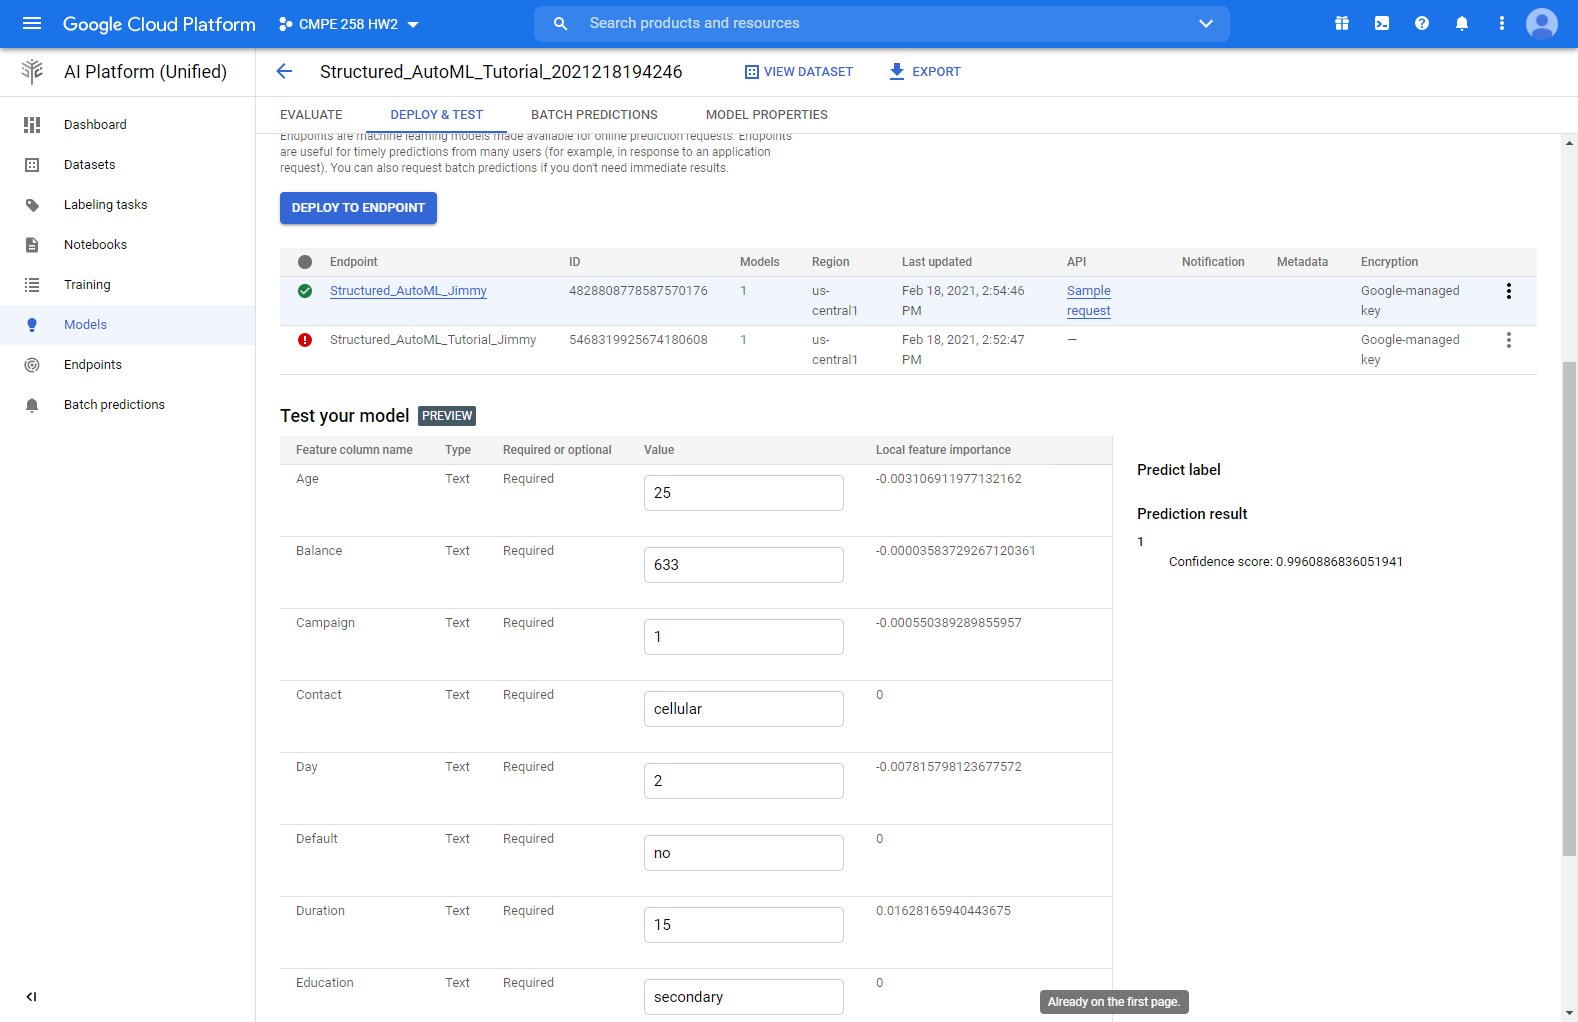 Google Cloud Platform
CMPE 258 HW2
Search products and resources
AI Platform (Unified)
Structured_AutoML_Tutorial_2021218194246
VIEW DATASET
EXPORT
EVALUATE
DEPLOY & TEST
BATCH PREDICTIONS
MODEL PROPERTIES
Dashboard
Datasets
Labeling tasks
Notebooks
Training
Models
Endpoints
Batch predictions
Endpoints are machine learning models made available for online prediction requests. Endpoints
are useful for timely predictions from many users (for example, in response to an application
request). You can also request batch predictions if you don't need immediate results.
DEPLOY TO ENDPOINT
Endpoint ID Models Region Last updated API Notification Metadata Encryption
Structured_AutoML_Jimmy 4828808778587570176 1 us- Feb 18, 2021, 2:54:46 Sample Google-managed
central1 PM request key
Structured_AutoML_Tutorial_Jimmy 5468319925674180608 1 us- Feb 18, 2021, 2:52:47 — Google-managed
central1 PM key
Test your model PREVIEW
Feature column name Type Required or optional Value Local feature importance
Age Text Required 25 -0.003106911977132162
Balance Text Required 633 -0.00003583729267120361
Campaign Text Required 1 -0.000550389289855957
Contact Text Required cellular 0
Day Text Required 2 -0.007815798123677572
Default Text Required no 0
Duration Text Required 15 0.01628165940443675
Education Text Required secondary 0
Predict label
Prediction result
1
Confidence score: 0.9960886836051941
Already on the first page.